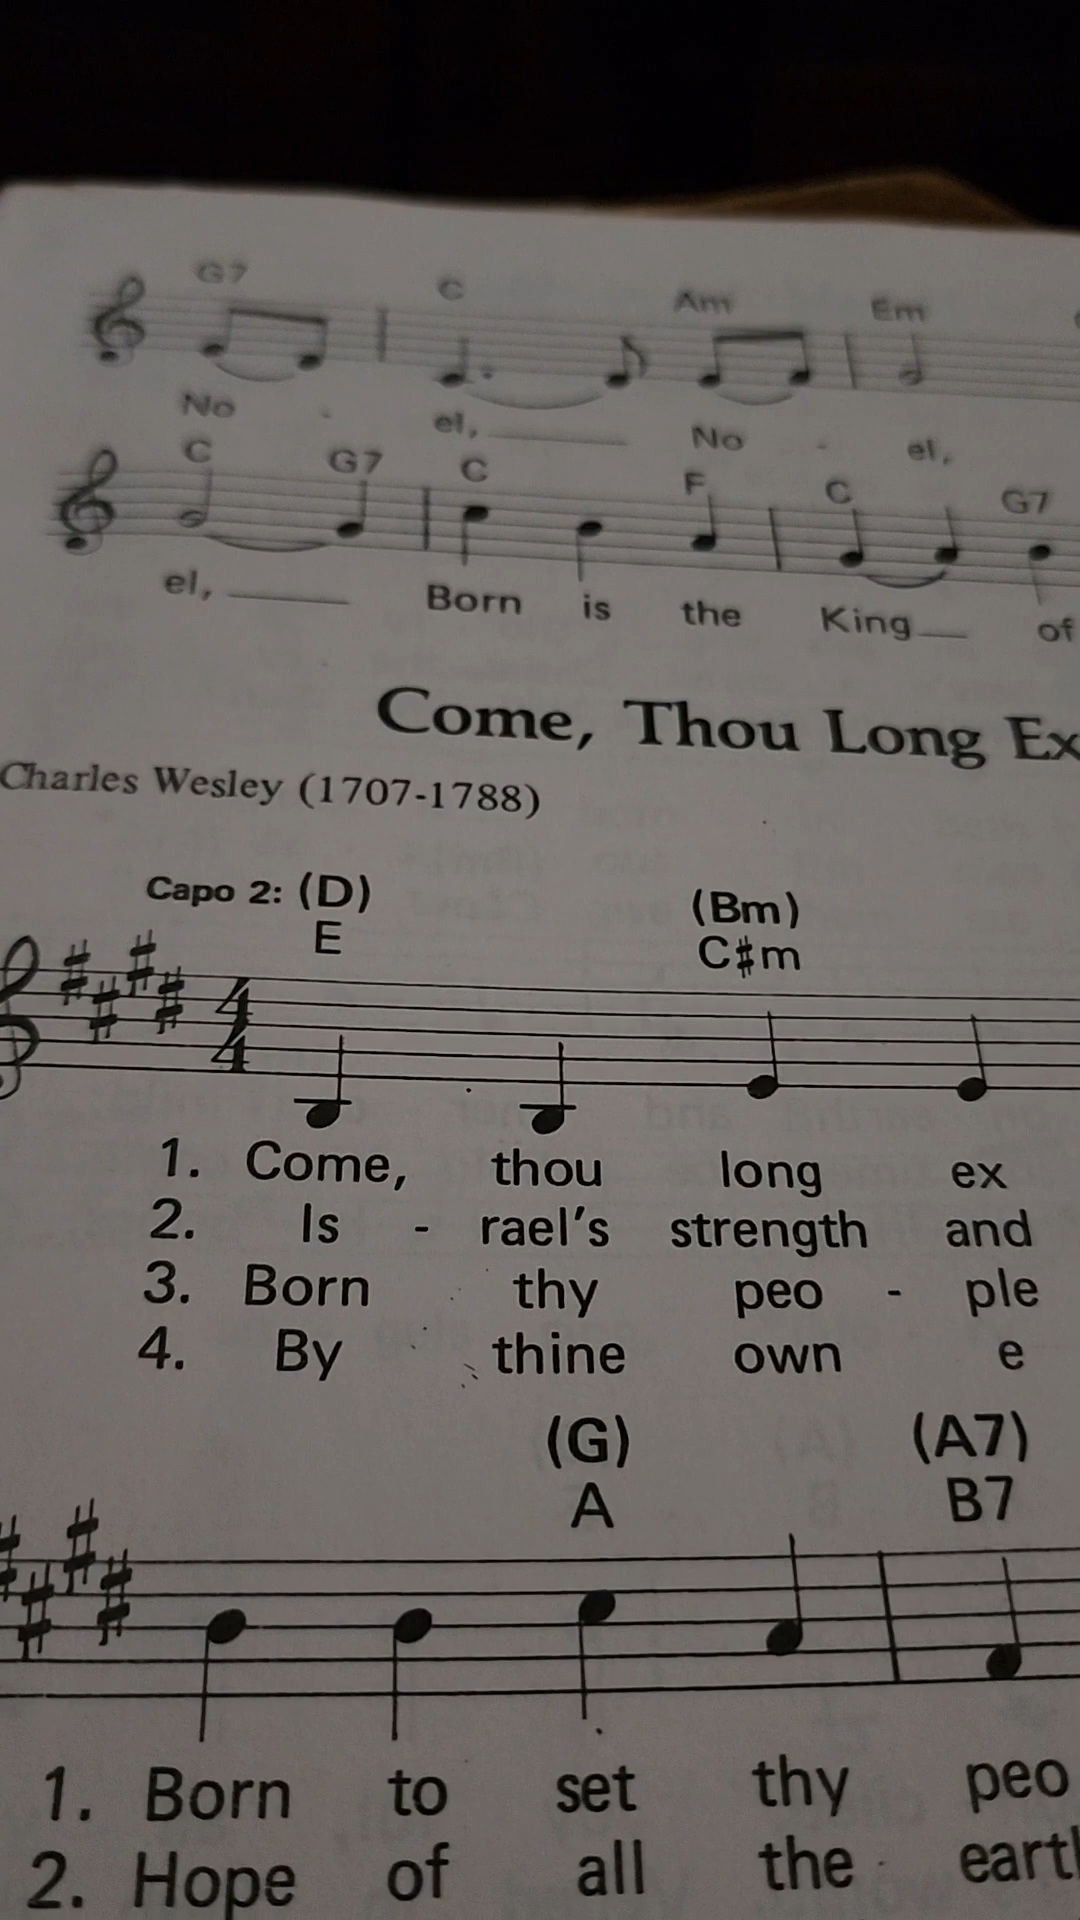 G7 C Am Em
No - el, No - el,
C G7 C F C G7
el, Born is the King of
Come, Thou Long Ex
Charles Wesley (1707-1788)
Capo 2: (D) (Bm)
E C♯m
4
4
1. Come, thou long ex
2. Is - rael's strength and
3. Born thy peo - ple
4. By thine own e
(G) (A7)
A B7
1. Born to set thy peo
2. Hope of all the eart